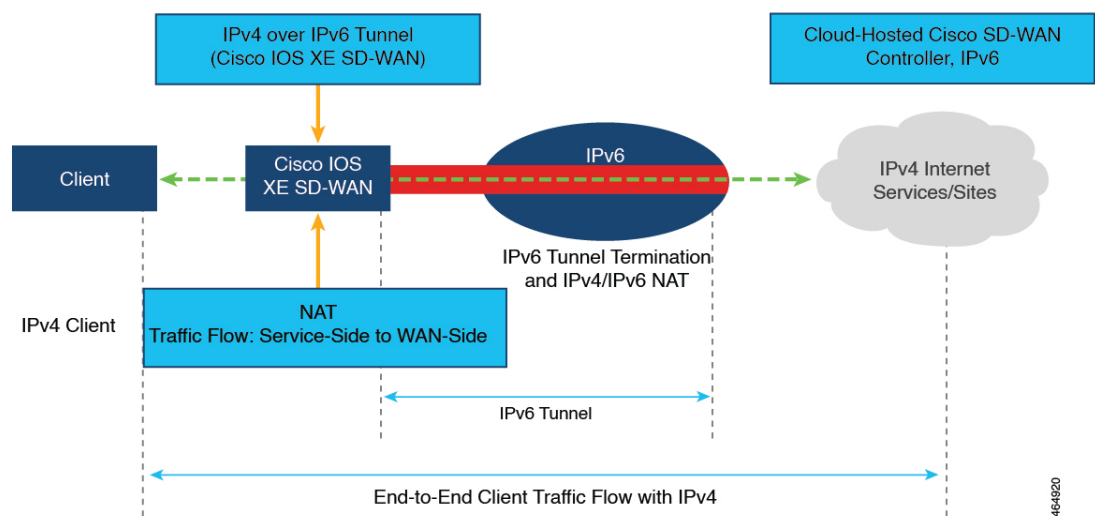 IPv4 over IPv6 Tunnel
(Cisco IOS XE SD-WAN)
Cloud-Hosted Cisco SD-WAN
Controller, IPv6
Client
Cisco IOS
XE SD-WAN
IPv6
IPv4 Internet
Services/Sites
IPv6 Tunnel Termination
and IPv4/IPv6 NAT
IPv4 Client
NAT
Traffic Flow: Service-Side to WAN-Side
IPv6 Tunnel
End-to-End Client Traffic Flow with IPv4
464920